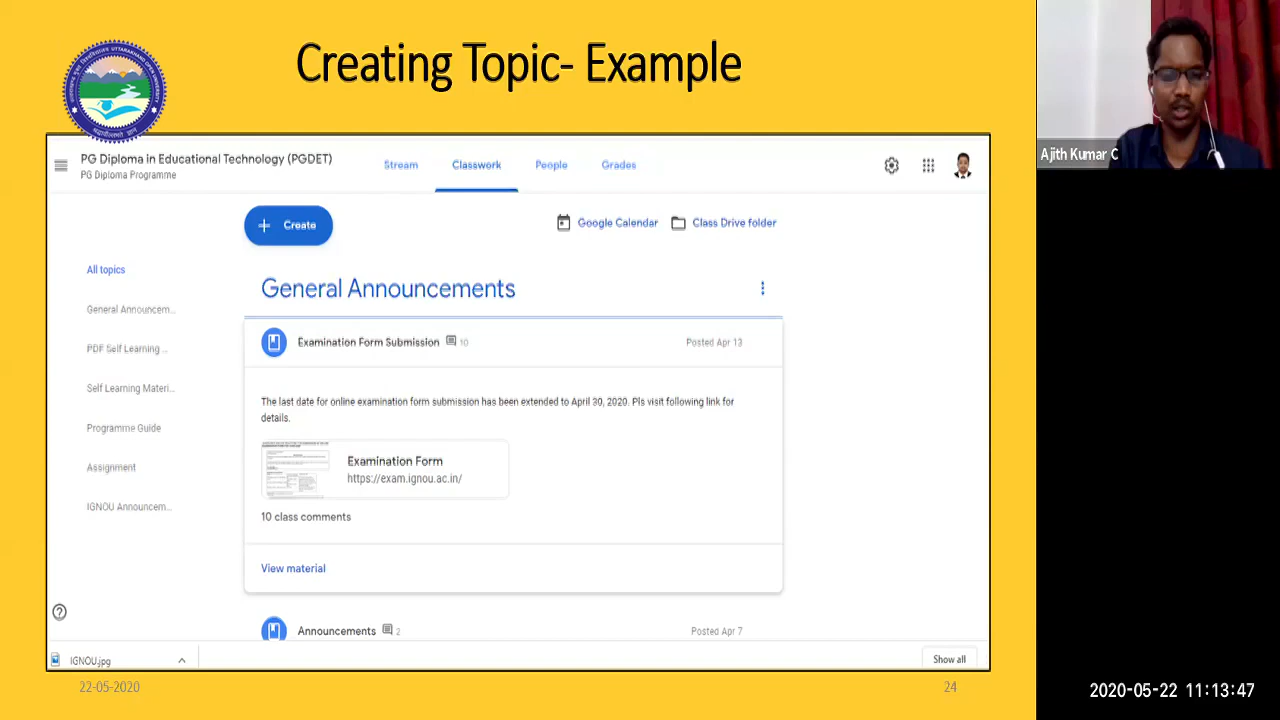 Creating Topic- Example
Ajith Kumar C
PG Diploma in Educational Technology (PGDET)
PG Diploma Programme
Stream
Classwork
People
Grades
Create
Google Calendar
Class Drive folder
All topics
General Announcem...
PDF Self Learning ...
Self Learning Materi...
Programme Guide
Assignment
IGNOU Announcem...
General Announcements
Examination Form Submission 10
Posted Apr 13
The last date for online examination form submission has been extended to April 30, 2020. Pls visit following link for
details.
Examination Form
https://exam.ignou.ac.in/
10 class comments
View material
Announcements 2
Posted Apr 7
IGNOU.jpg
Show all
22-05-2020
24
2020-05-22 11:13:47